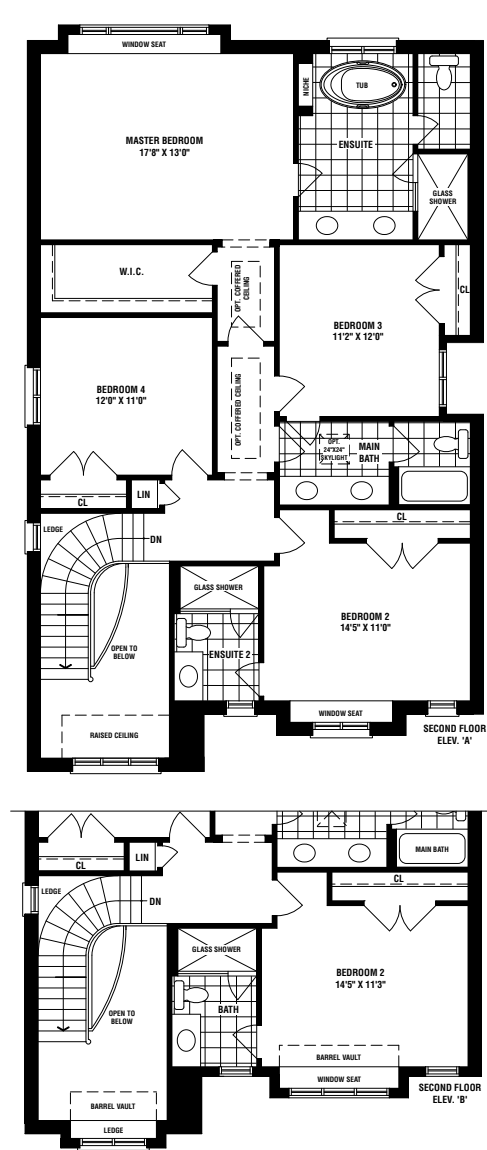 WINDOW SEAT
MASTER BEDROOM
17'8" X 13'0"
NICHE
TUB
ENSUITE
GLASS
SHOWER
W.I.C.
OPT. COFFERED
CEILING
CL
BEDROOM 3
11'2" X 12'0"
BEDROOM 4
12'0" X 11'0"
OPT. COFFERED CEILING
OPT.
24"X24"
SKYLIGHT
MAIN
BATH
CL
LIN
CL
LEDGE
DN
GLASS SHOWER
BEDROOM 2
14'5" X 11'0"
OPEN TO
BELOW
ENSUITE 2
WINDOW SEAT
RAISED CEILING
SECOND FLOOR
ELEV. 'A'
CL
LIN
MAIN BATH
CL
LEDGE
DN
GLASS SHOWER
BEDROOM 2
14'5" X 11'3"
OPEN TO
BELOW
BATH
BARREL VAULT
WINDOW SEAT
SECOND FLOOR
ELEV. 'B'
BARREL VAULT
LEDGE